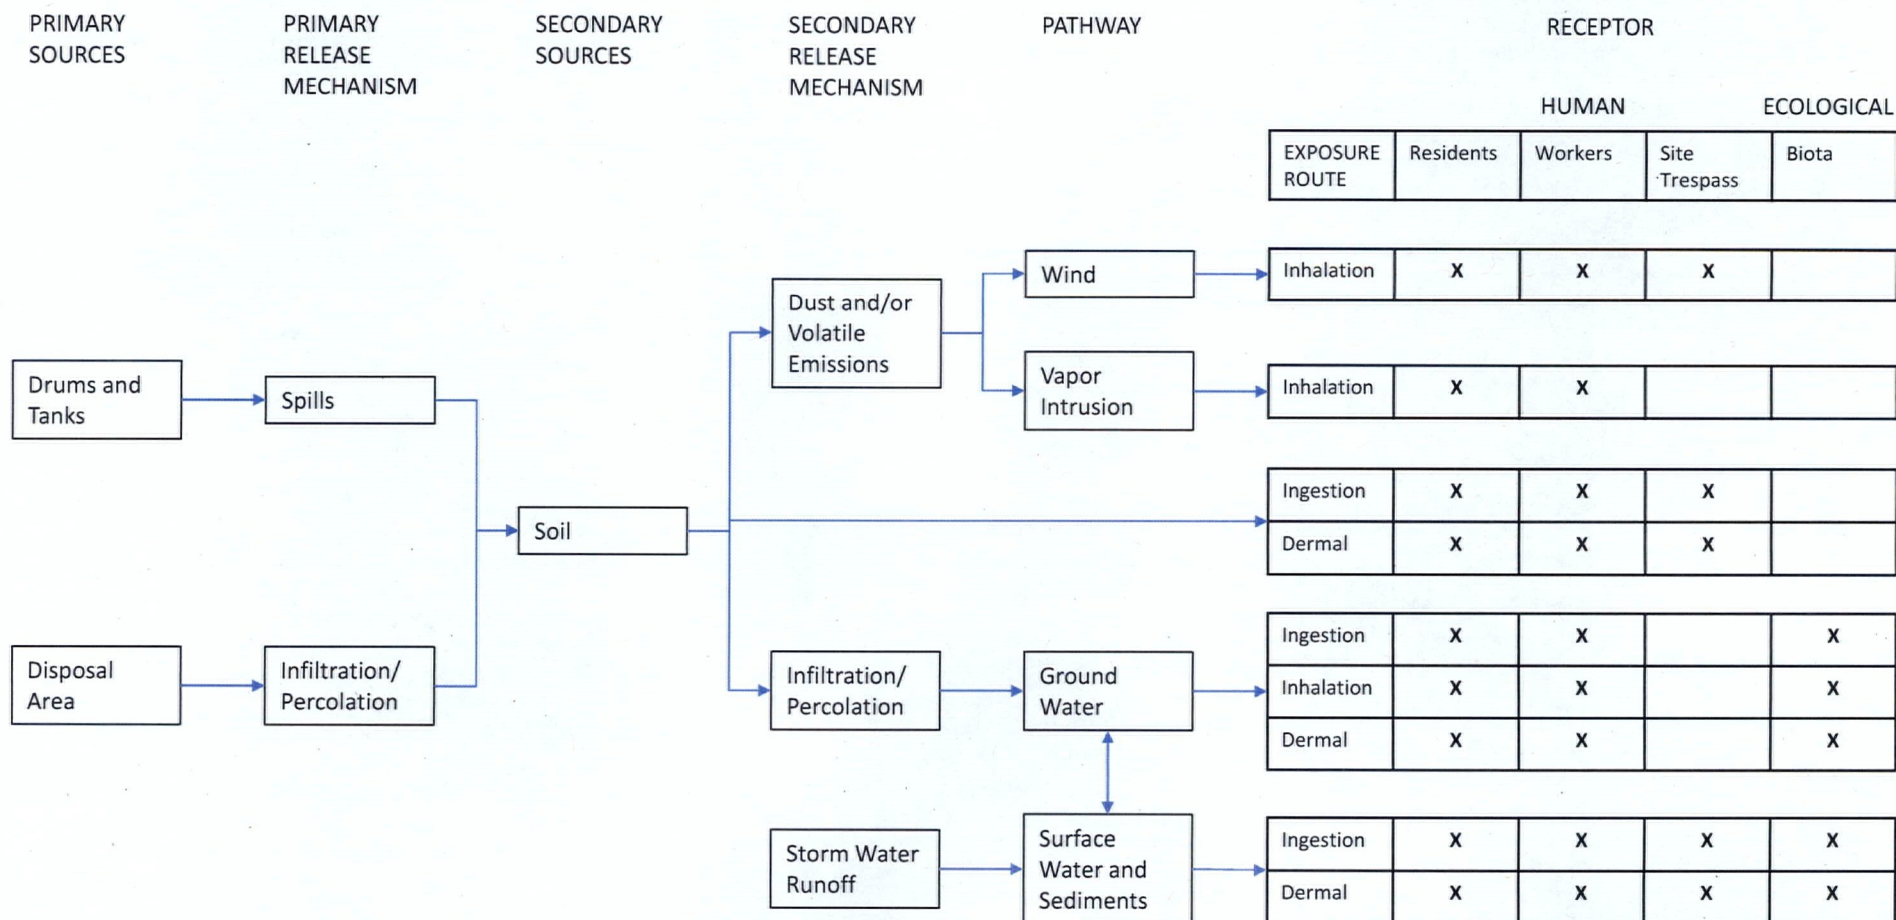 PRIMARY
SOURCES
PRIMARY
RELEASE
MECHANISM
SECONDARY
SOURCES
SECONDARY
RELEASE
MECHANISM
PATHWAY
RECEPTOR
HUMAN
ECOLOGICAL
EXPOSURE
ROUTE
Residents
Workers
Site
Trespass
Biota
Drums and
Tanks
Spills
Disposal
Area
Infiltration/
Percolation
Soil
Dust and/or
Volatile
Emissions
Wind
Inhalation X X X
Vapor
Intrusion
Inhalation X X
Ingestion X X X
Dermal X X X
Infiltration/
Percolation
Ground
Water
Ingestion X X X
Inhalation X X X
Dermal X X X
Storm Water
Runoff
Surface
Water and
Sediments
Ingestion X X X X
Dermal X X X X